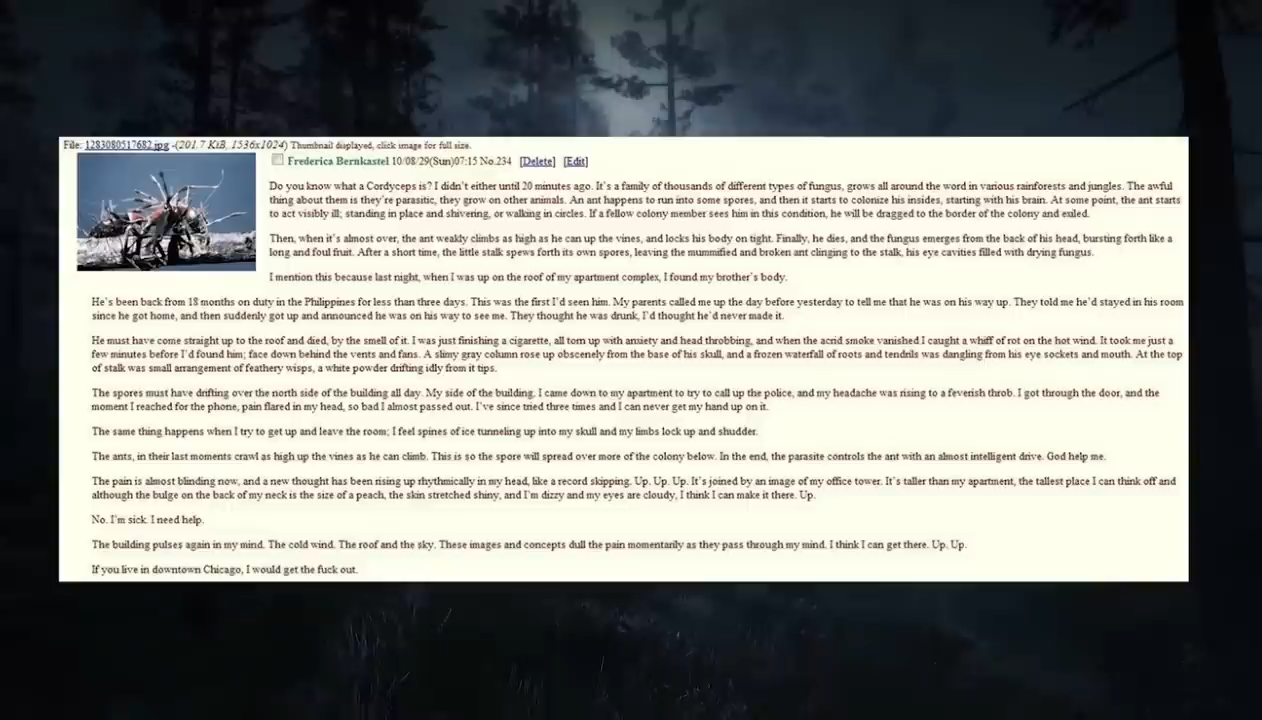 File: 1283080517682.jpg -(201.7 KiB, 1536x1024) Thumbnail displayed, click image for full size.
Frederica Bernkastel 10/08/29(Sun)07:15 No.234 [Delete] [Edit]
Do you know what a Cordyceps is? I didn't either until 20 minutes ago. It's a family of thousands of different types of fungus, grows all around the word in various rainforests and jungles. The awful
thing about them is they're parasitic, they grow on other animals. An ant happens to run into some spores, and then it starts to colonize his insides, starting with his brain. At some point, the ant starts
to act visibly ill; standing in place and shivering, or walking in circles. If a fellow colony member sees him in this condition, he will be dragged to the border of the colony and exiled.
Then, when it's almost over, the ant weakly climbs as high as he can up the vines, and locks his body on tight. Finally, he dies, and the fungus emerges from the back of his head, bursting forth like a
long and foul fruit. After a short time, the little stalk spews forth its own spores, leaving the mummified and broken ant clinging to the stalk, his eye cavities filled with drying fungus.
I mention this because last night, when I was up on the roof of my apartment complex, I found my brother's body.
He's been back from 18 months on duty in the Philippines for less than three days. This was the first I'd seen him. My parents called me up the day before yesterday to tell me that he was on his way up. They told me he'd stayed in his room
since he got home, and then suddenly got up and announced he was on his way to see me. They thought he was drunk, I'd thought he'd never made it.
He must have come straight up to the roof and died, by the smell of it. I was just finishing a cigarette, all torn up with anxiety and head throbbing, and when the acrid smoke vanished I caught a whiff of rot on the hot wind. It took me just a
few minutes before I'd found him; face down behind the vents and fans. A slimy gray column rose up obscenely from the base of his skull, and a frozen waterfall of roots and tendrils was dangling from his eye sockets and mouth. At the top
of stalk was small arrangement of feathery wisps, a white powder drifting idly from it tips.
The spores must have drifting over the north side of the building all day. My side of the building. I came down to my apartment to try to call up the police, and my headache was rising to a feverish throb. I got through the door, and the
moment I reached for the phone, pain flared in my head, so bad I almost passed out. I've since tried three times and I can never get my hand up on it.
The same thing happens when I try to get up and leave the room; I feel spines of ice tunneling up into my skull and my limbs lock up and shudder.
The ants, in their last moments crawl as high up the vines as he can climb. This is so the spore will spread over more of the colony below. In the end, the parasite controls the ant with an almost intelligent drive. God help me.
The pain is almost blinding now, and a new thought has been rising up rhythmically in my head, like a record skipping. Up. Up. Up. It's joined by an image of my office tower. It's taller than my apartment, the tallest place I can think off and
although the bulge on the back of my neck is the size of a peach, the skin stretched shiny, and I'm dizzy and my eyes are cloudy, I think I can make it there. Up.
No. I'm sick. I need help.
The building pulses again in my mind. The cold wind. The roof and the sky. These images and concepts dull the pain momentarily as they pass through my mind. I think I can get there. Up. Up.
If you live in downtown Chicago, I would get the fuck out.